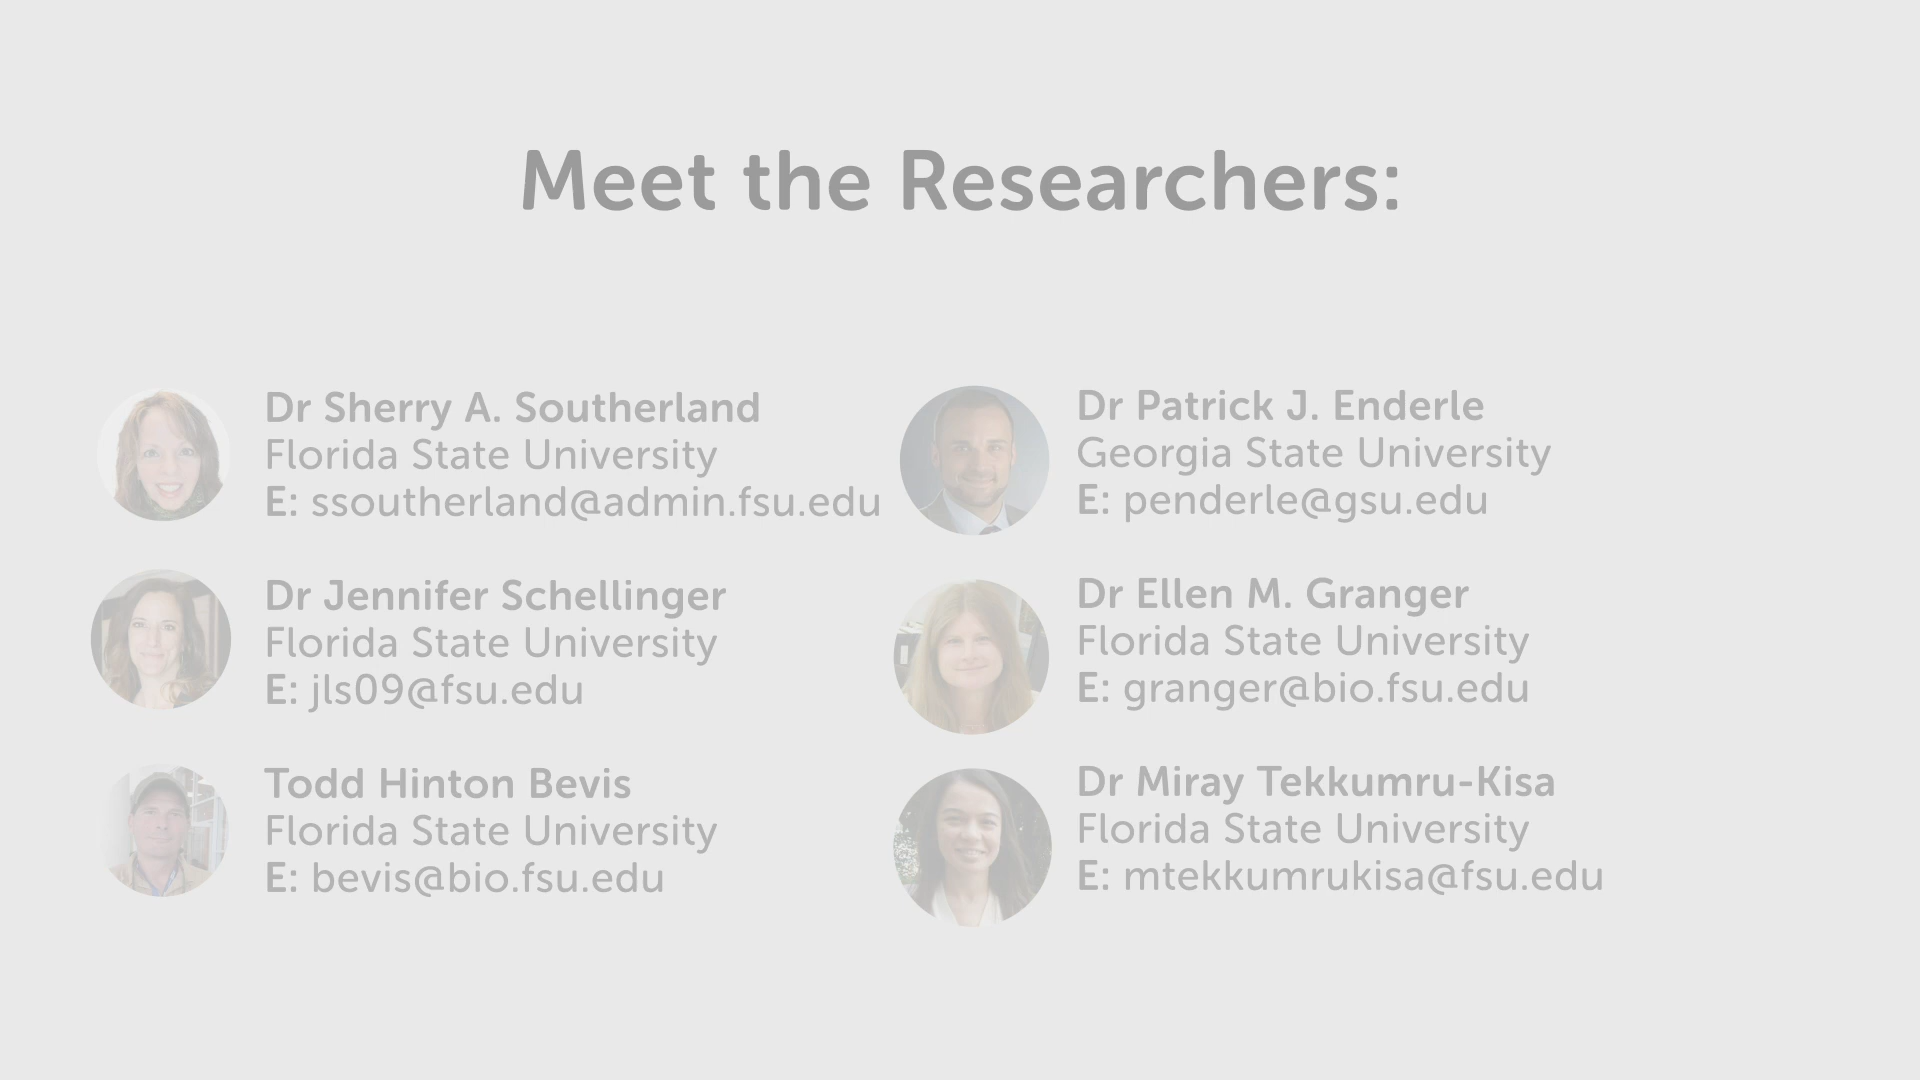 Meet the Researchers:
Dr Sherry A. Southerland
Florida State University
E: ssoutherland@admin.fsu.edu
Dr Jennifer Schellinger
Florida State University
E: jls09@fsu.edu
Todd Hinton Bevis
Florida State University
E: bevis@bio.fsu.edu
Dr Patrick J. Enderle
Georgia State University
E: penderle@gsu.edu
Dr Ellen M. Granger
Florida State University
E: granger@bio.fsu.edu
Dr Miray Tekkumru-Kisa
Florida State University
E: mtekkumrukisa@fsu.edu